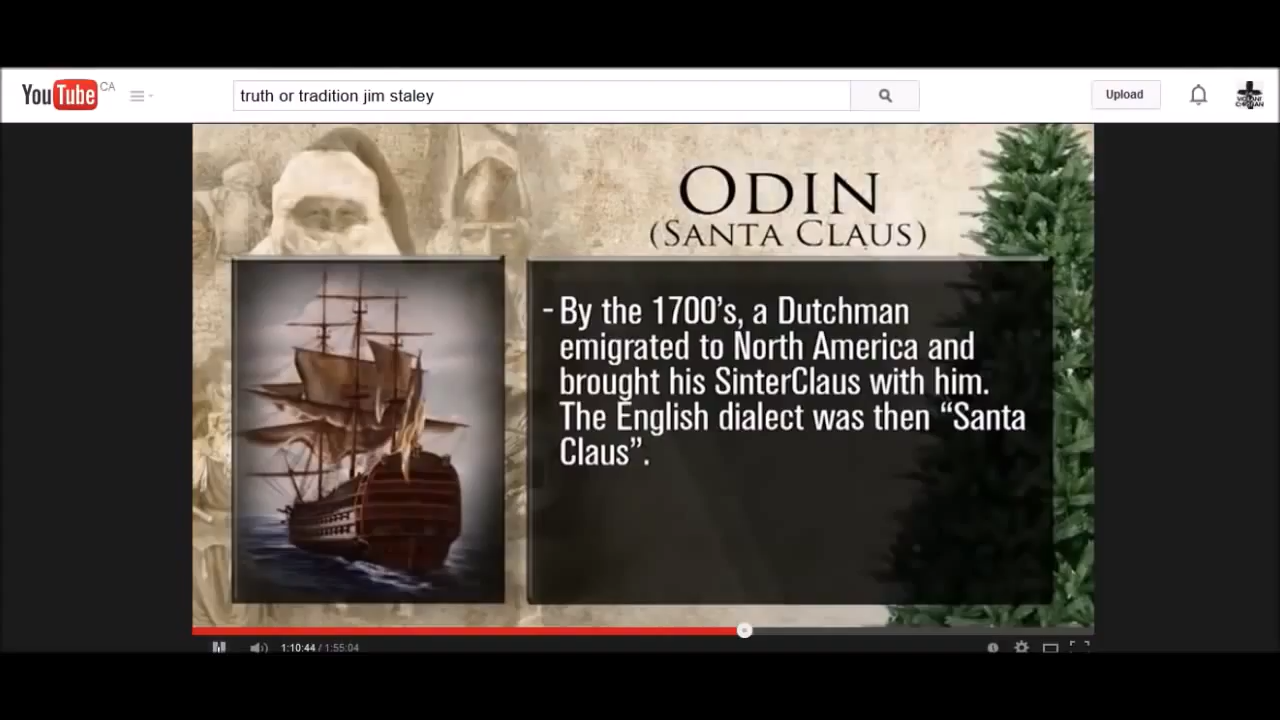 YouTube CA
truth or tradition jim staley
Upload
ODIN
(SANTA CLAUS)
- By the 1700's, a Dutchman
emigrated to North America and
brought his SinterClaus with him.
The English dialect was then “Santa
Claus”.
1:10:44 / 1:55:04